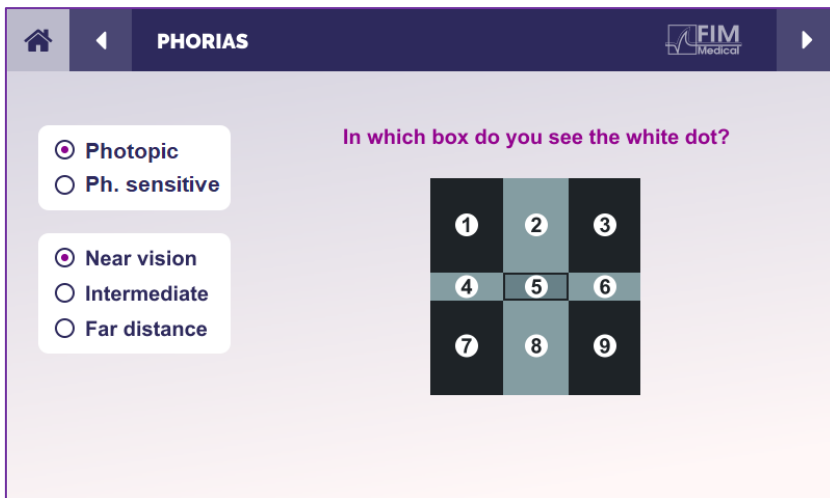 PHORIAS
FIM
Medical
Photopic
Ph. sensitive
In which box do you see the white dot?
1 2 3
Near vision
4 5 6
Intermediate
Far distance
7 8 9